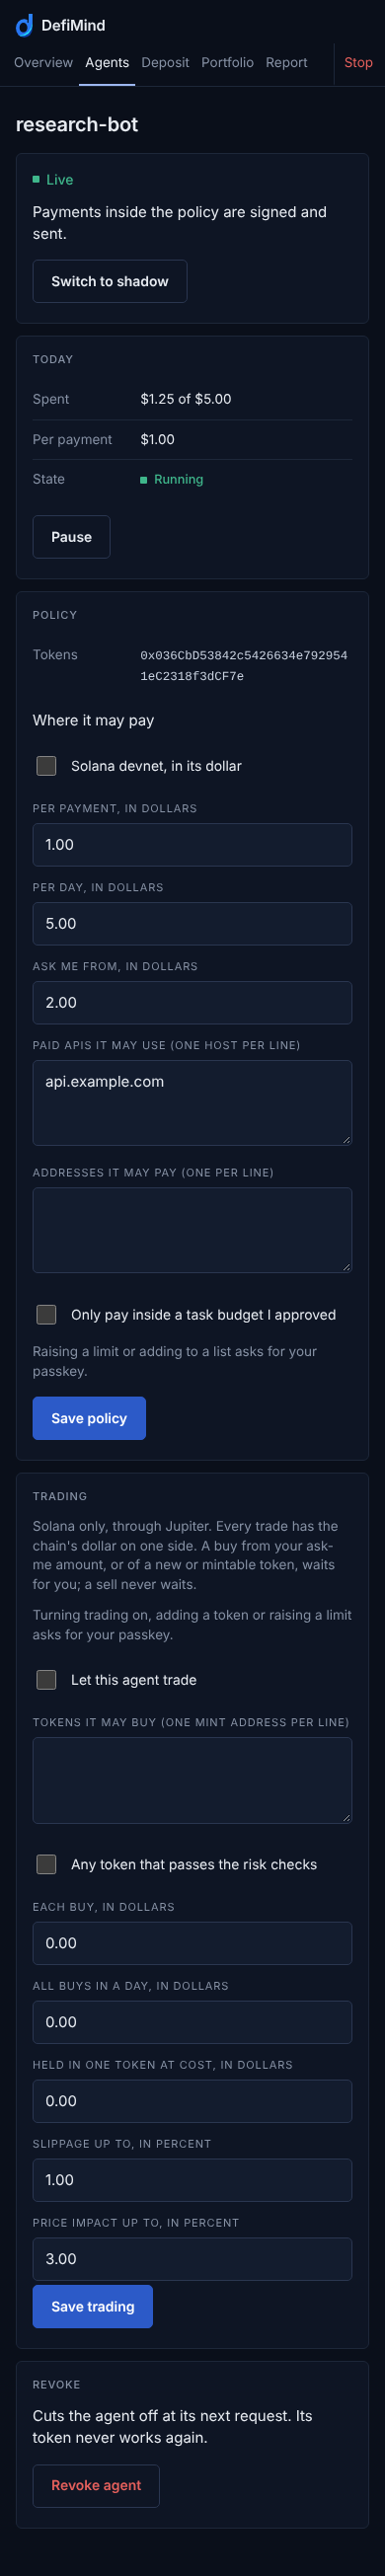 DefiMind
Overview Agents Deposit Portfolio Report Stop
research-bot
Live
Payments inside the policy are signed and
sent.
Switch to shadow
TODAY
Spent $1.25 of $5.00
Per payment $1.00
State Running
Pause
POLICY
Tokens 0x036CbD53842c5426634e792954
1eC2318f3dCF7e
Where it may pay
Solana devnet, in its dollar
PER PAYMENT, IN DOLLARS
1.00
PER DAY, IN DOLLARS
5.00
ASK ME FROM, IN DOLLARS
2.00
PAID APIS IT MAY USE (ONE HOST PER LINE)
api.example.com
ADDRESSES IT MAY PAY (ONE PER LINE)
Only pay inside a task budget I approved
Raising a limit or adding to a list asks for your
passkey.
Save policy
TRADING
Solana only, through Jupiter. Every trade has the
chain's dollar on one side. A buy from your ask-
me amount, or of a new or mintable token, waits
for you; a sell never waits.
Turning trading on, adding a token or raising a limit
asks for your passkey.
Let this agent trade
TOKENS IT MAY BUY (ONE MINT ADDRESS PER LINE)
Any token that passes the risk checks
EACH BUY, IN DOLLARS
0.00
ALL BUYS IN A DAY, IN DOLLARS
0.00
HELD IN ONE TOKEN AT COST, IN DOLLARS
0.00
SLIPPAGE UP TO, IN PERCENT
1.00
PRICE IMPACT UP TO, IN PERCENT
3.00
Save trading
REVOKE
Cuts the agent off at its next request. Its
token never works again.
Revoke agent